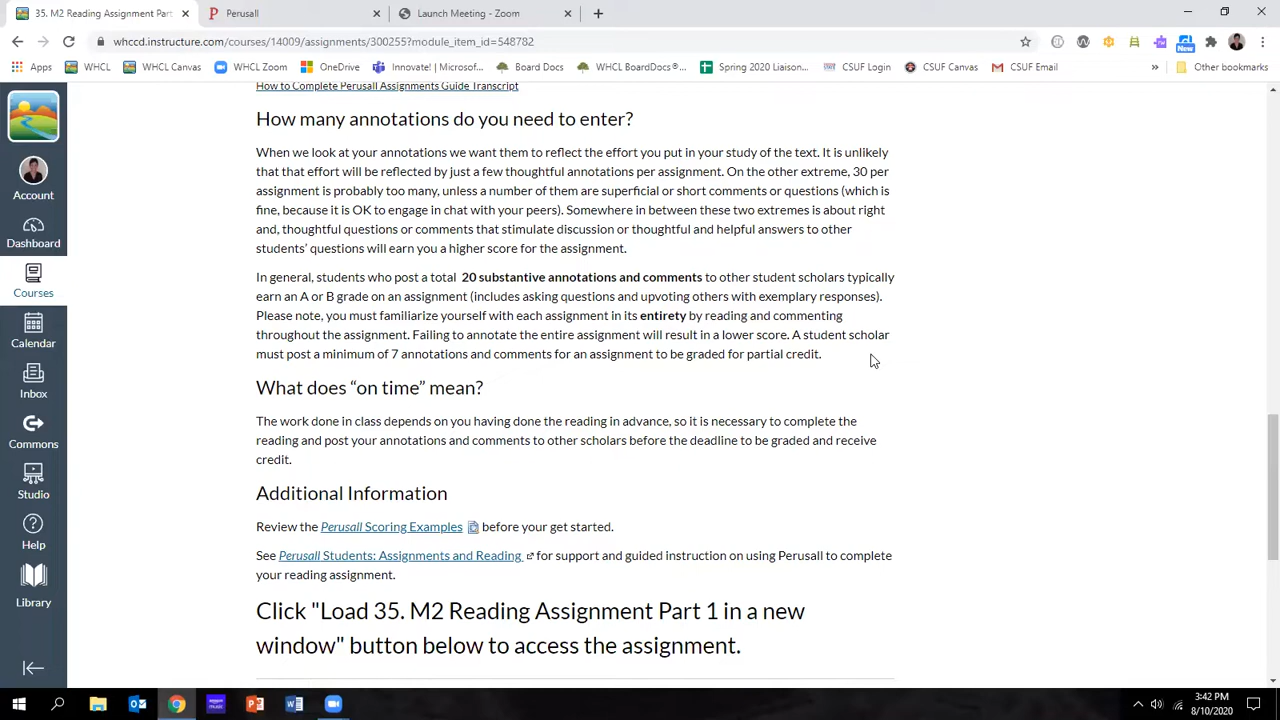 35. M2 Reading Assignment Part
Perusall
Launch Meeting - Zoom
whccd.instructure.com/courses/14009/assignments/300255?module_item_id=548782
New
Apps
WHCL
WHCL Canvas
WHCL Zoom
OneDrive
Innovate! | Microsof...
Board Docs
WHCL BoardDocs®...
Spring 2020 Liaison...
CSUF Login
CSUF Canvas
CSUF Email
»
Other bookmarks
Account
Dashboard
Courses
Calendar
Inbox
Commons
Studio
Help
Library
How to Complete Perusall Assignments Guide Transcript
How many annotations do you need to enter?
When we look at your annotations we want them to reflect the effort you put in your study of the text. It is unlikely
that that effort will be reflected by just a few thoughtful annotations per assignment. On the other extreme, 30 per
assignment is probably too many, unless a number of them are superficial or short comments or questions (which is
fine, because it is OK to engage in chat with your peers). Somewhere in between these two extremes is about right
and, thoughtful questions or comments that stimulate discussion or thoughtful and helpful answers to other
students' questions will earn you a higher score for the assignment.
In general, students who post a total 20 substantive annotations and comments to other student scholars typically
earn an A or B grade on an assignment (includes asking questions and upvoting others with exemplary responses).
Please note, you must familiarize yourself with each assignment in its entirety by reading and commenting
throughout the assignment. Failing to annotate the entire assignment will result in a lower score. A student scholar
must post a minimum of 7 annotations and comments for an assignment to be graded for partial credit.
What does “on time” mean?
The work done in class depends on you having done the reading in advance, so it is necessary to complete the
reading and post your annotations and comments to other scholars before the deadline to be graded and receive
credit.
Additional Information
Review the Perusall Scoring Examples before your get started.
See Perusall Students: Assignments and Reading for support and guided instruction on using Perusall to complete
your reading assignment.
Click "Load 35. M2 Reading Assignment Part 1 in a new
window" button below to access the assignment.
3:42 PM
8/10/2020